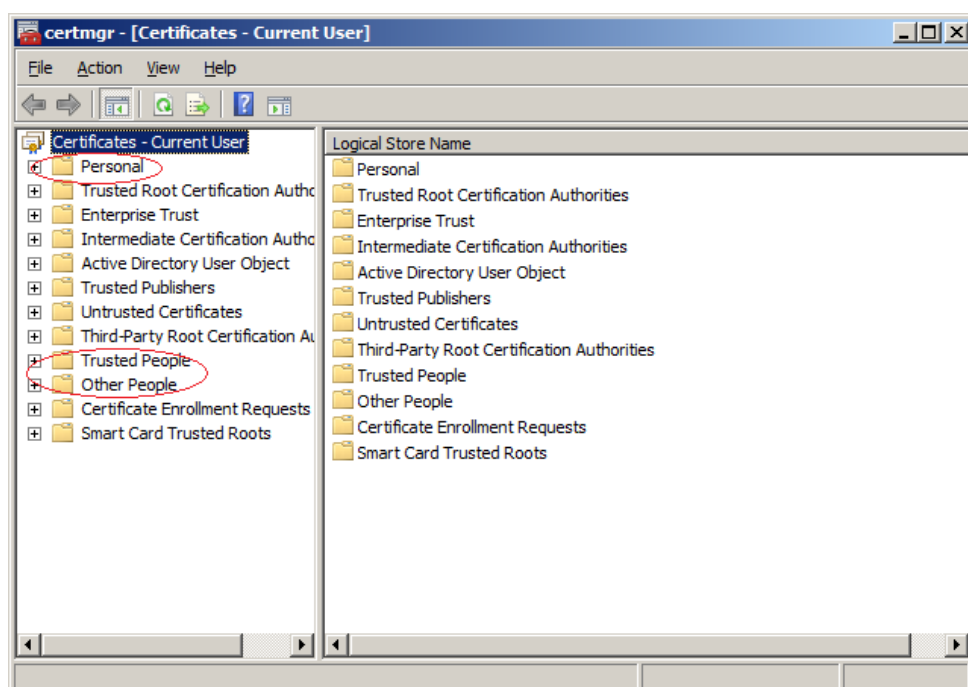 certmgr - [Certificates - Current User]
File Action View Help
Certificates - Current User
Personal
Trusted Root Certification Autho
Enterprise Trust
Intermediate Certification Autho
Active Directory User Object
Trusted Publishers
Untrusted Certificates
Third-Party Root Certification Au
Trusted People
Other People
Certificate Enrollment Requests
Smart Card Trusted Roots
Logical Store Name
Personal
Trusted Root Certification Authorities
Enterprise Trust
Intermediate Certification Authorities
Active Directory User Object
Trusted Publishers
Untrusted Certificates
Third-Party Root Certification Authorities
Trusted People
Other People
Certificate Enrollment Requests
Smart Card Trusted Roots